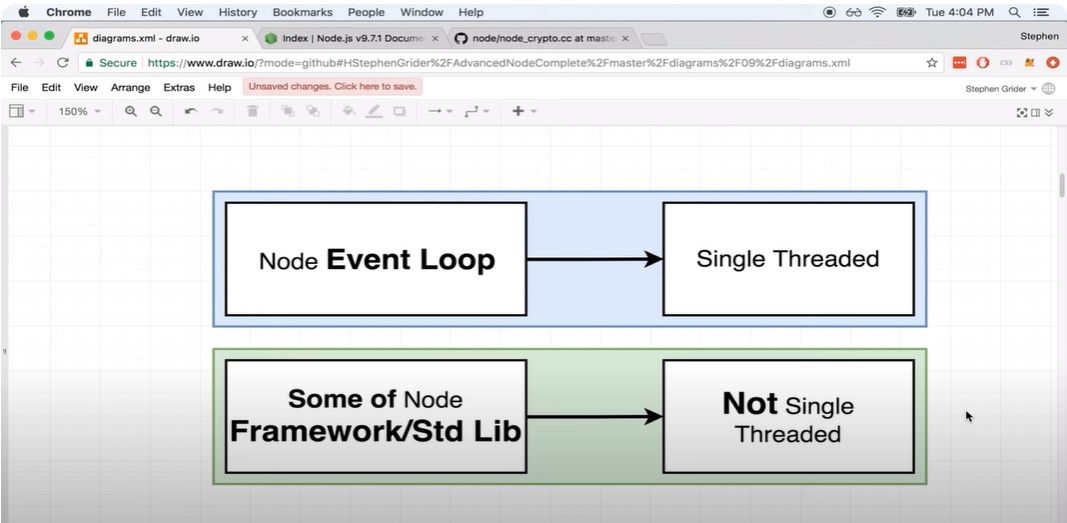 Chrome File Edit View History Bookmarks People Window Help Tue 4:04 PM
diagrams.xml - draw.io Index | Node.js v9.7.1 Docume node/node_crypto.cc at maste Stephen
Secure https://www.draw.io/?mode=github#HStephenGrider%2FAdvancedNodeComplete%2Fmaster%2Fdiagrams%2F09%2Fdiagrams.xml CSS
File Edit View Arrange Extras Help Unsaved changes. Click here to save. Stephen Grider
150%
Node Event Loop
Single Threaded
Some of Node
Framework/Std Lib
Not Single
Threaded